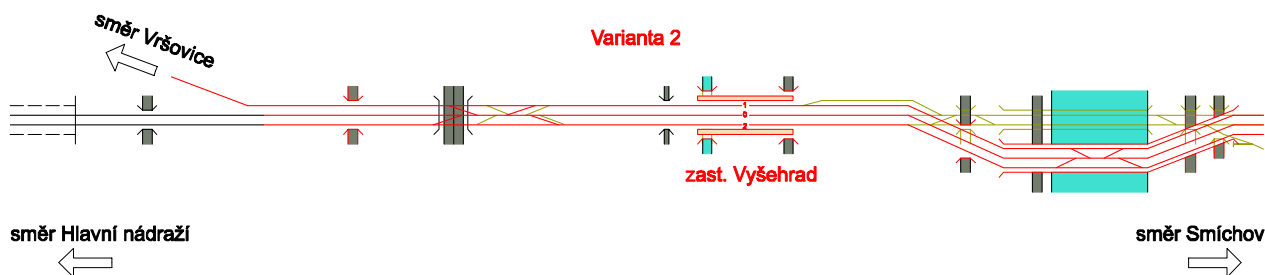 směr Vršovice
Varianta 2
1
0
2
zast. Vyšehrad
směr Hlavní nádraží
směr Smíchov